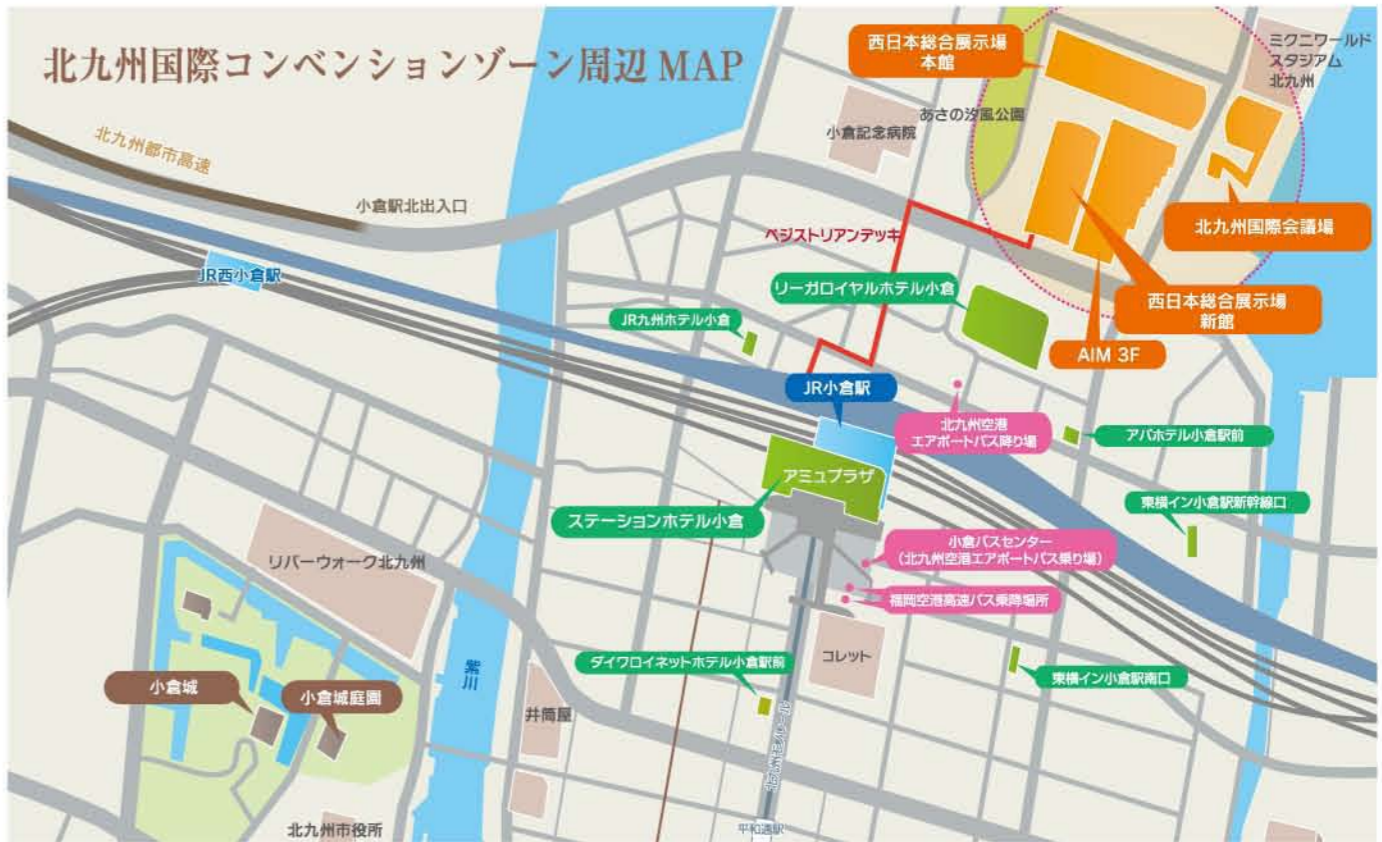 北九州国際コンベンションゾーン周辺 MAP
西日本総合展示場
本館
ミクニワールド
スタジアム
北九州
あさの汐風公園
小倉記念病院
北九州都市高速
小倉駅北出入口
北九州国際会議場
ペジストリアンデッキ
JR西小倉駅
リーガロイヤルホテル小倉
西日本総合展示場
新館
JR九州ホテル小倉
AIM 3F
JR小倉駅
北九州空港
エアポートバス降り場
アパホテル小倉駅前
アミュプラザ
東横イン小倉駅新幹線口
ステーションホテル小倉
小倉バスセンター
(北九州空港エアポートバス乗り場)
リバーウォーク北九州
福岡空港高速バス乗降場所
コレット
ダイワロイネットホテル小倉駅前
紫川
東横イン小倉駅南口
小倉城
小倉城庭園
井筒屋
北九州モノレール
北九州市役所
平和通駅